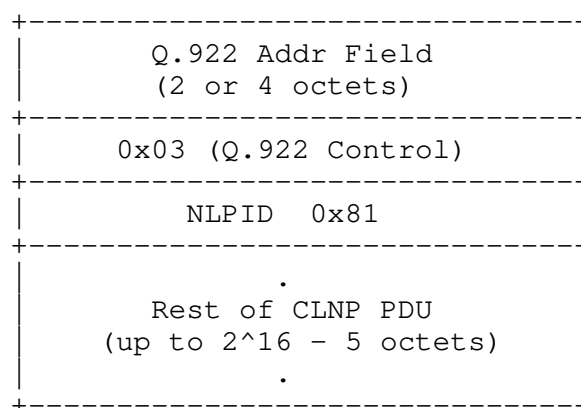 Q.922 Addr Field
(2 or 4 octets)
0x03 (Q.922 Control)
NLPID 0x81
.
Rest of CLNP PDU
(up to 2^16 - 5 octets)
.